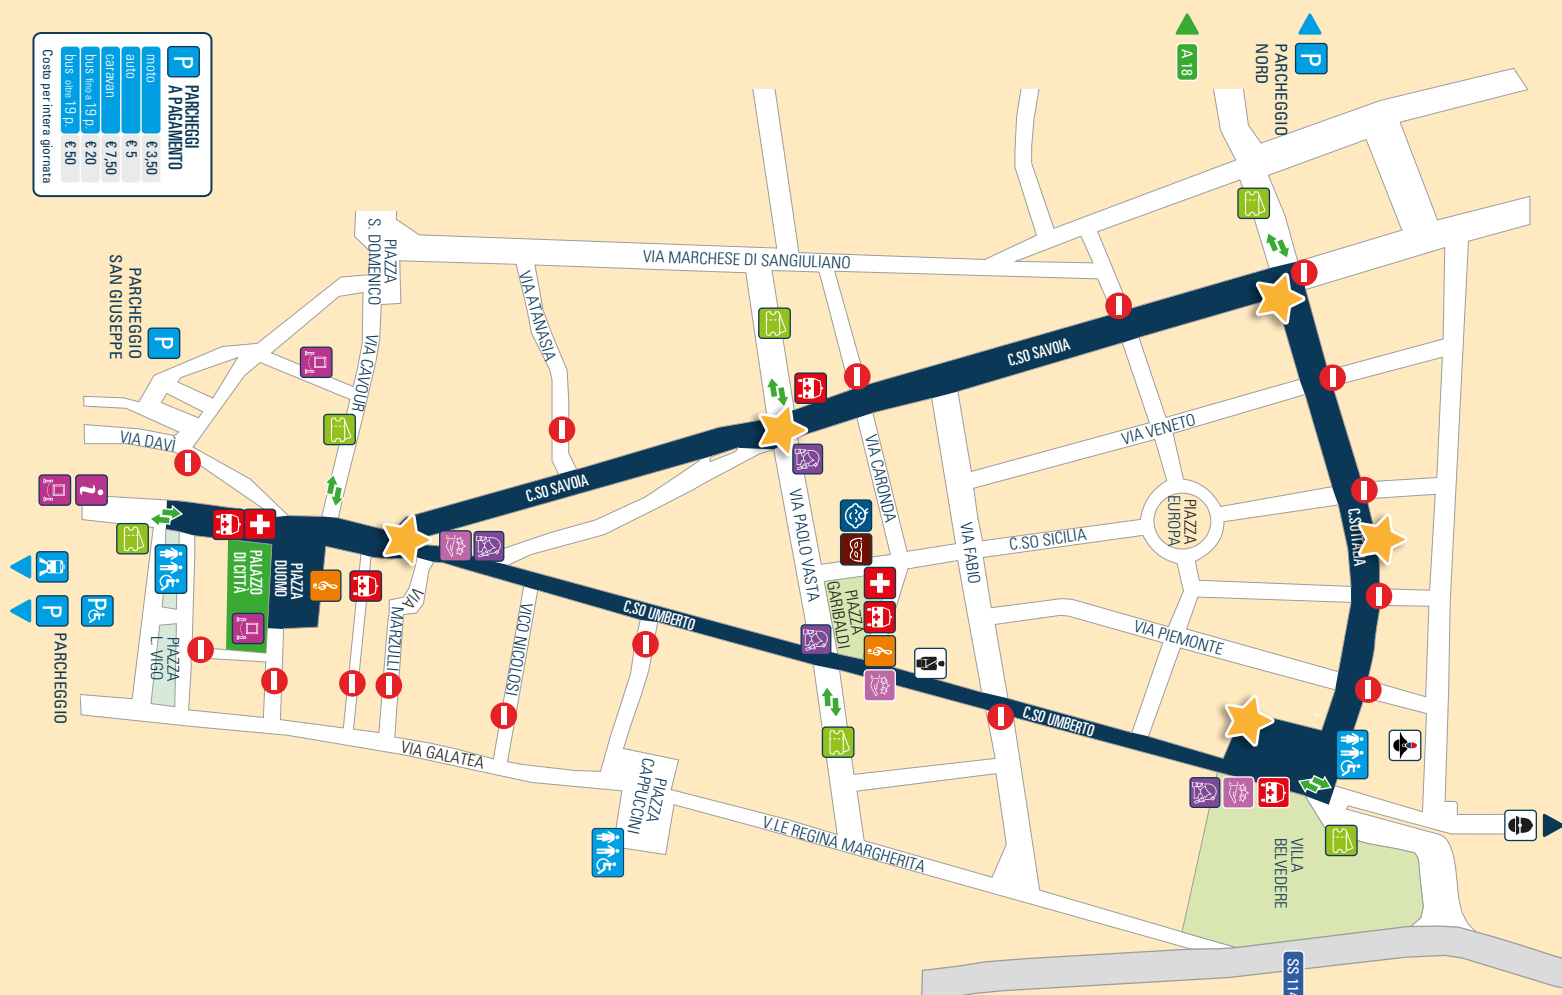 PARCHEGGI
A PAGAMENTO
P
moto € 3,50
auto € 5
caravan € 7,50
bus fino a 19 p. € 20
bus oltre 19 p. € 50
Costo per intera giornata
A 18
P
PARCHEGGIO
NORD
PIAZZA
S. DOMENICO
VIA MARCHESE DI SANGIULIANO
PARCHEGGIO
SAN GIUSEPPE
P
VIA ATANASIA
VIA CAVOUR
VIA DAVÌ
C.SO SAVOIA
C.SO SAVOIA
VIA VENETO
VIA CARONDA
VIA PAOLO VASTA
VIA FABIO
C.SO SICILIA
PIAZZA
EUROPA
C.SO ITALIA
i
PALAZZO
DI CITTÀ
PIAZZA
DUOMO
PIAZZA
GARIBALDI
VIA
MARZULLI
VICO NICOLOSI
C.SO UMBERTO
C.SO UMBERTO
VIA PIEMONTE
P
PARCHEGGIO
PIAZZA
L. VIGO
VIA GALATEA
PIAZZA
CAPPUCCINI
V.LE REGINA MARGHERITA
VILLA
BELVEDERE
SS 114